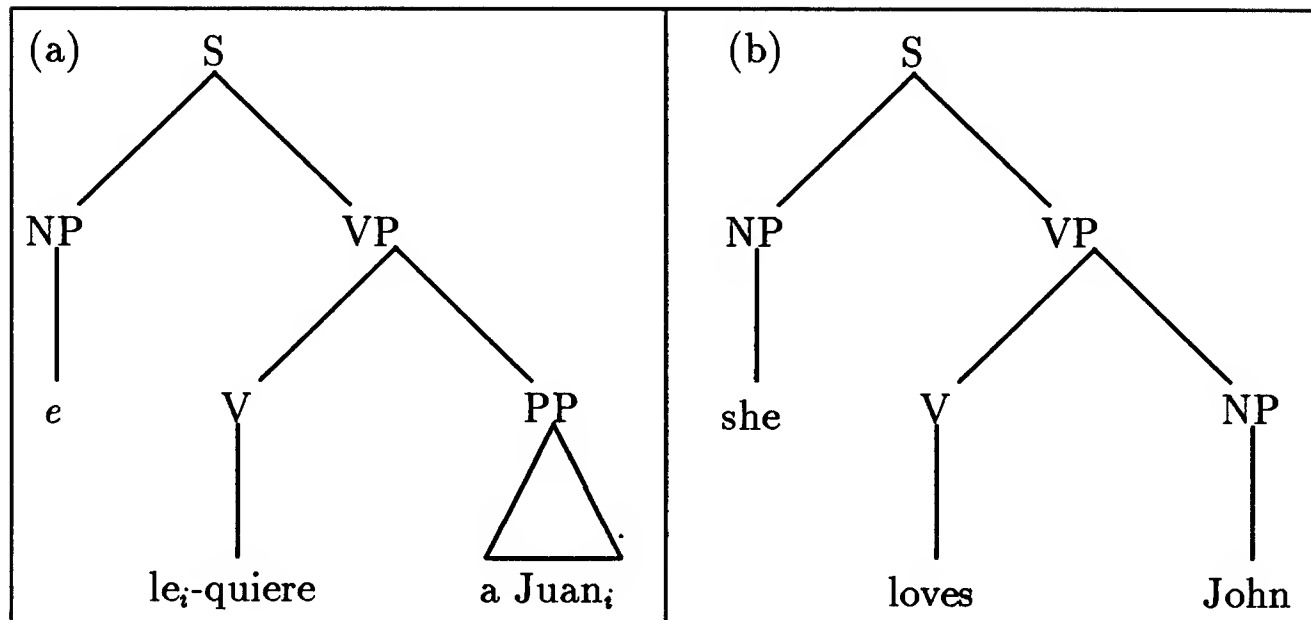 (a) S
NP VP
e V PP
le_i-quiere a Juan_i
(b) S
NP VP
she V NP
loves John